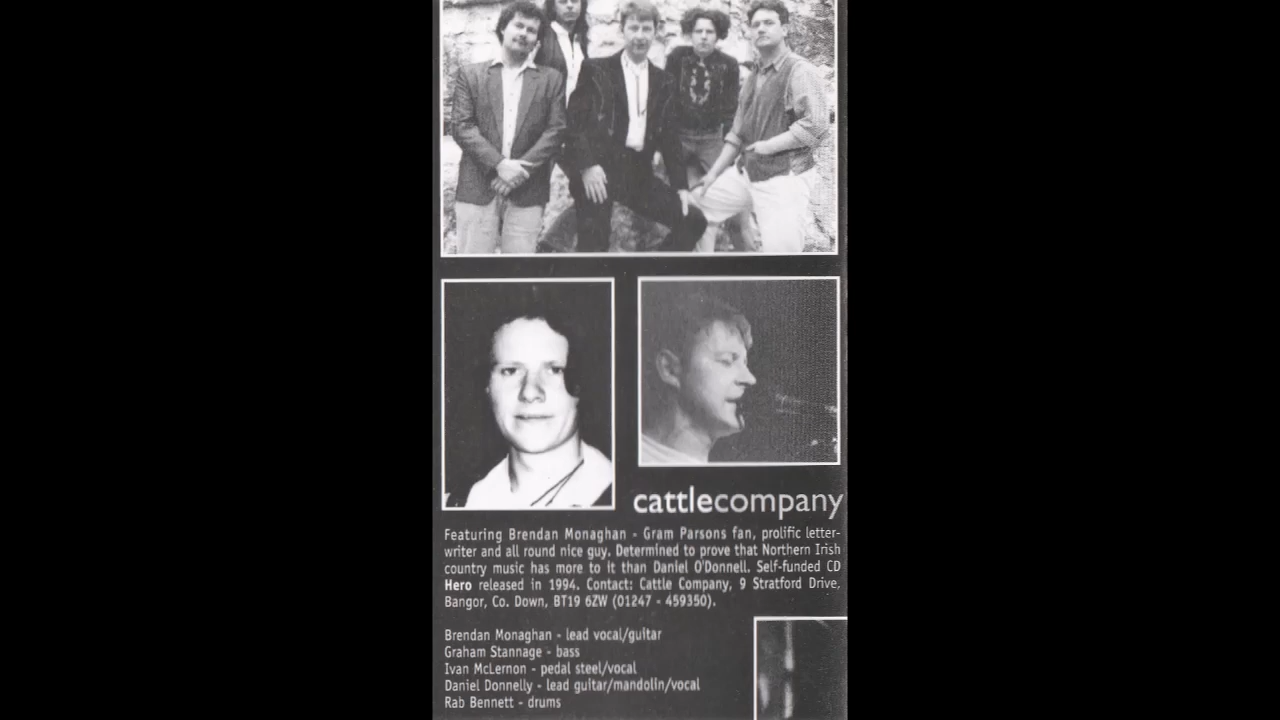 cattlecompany
Featuring Brendan Monaghan - Gram Parsons fan, prolific letter-
writer and all round nice guy. Determined to prove that Northern Irish
country music has more to it than Daniel O'Donnell. Self-funded CD
Hero released in 1994. Contact: Cattle Company, 9 Stratford Drive,
Bangor, Co. Down, BT19 6ZW (01247 - 459350).
Brendan Monaghan - lead vocal/guitar
Graham Stannage - bass
Ivan McLernon - pedal steel/vocal
Daniel Donnelly - lead guitar/mandolin/vocal
Rab Bennett - drums